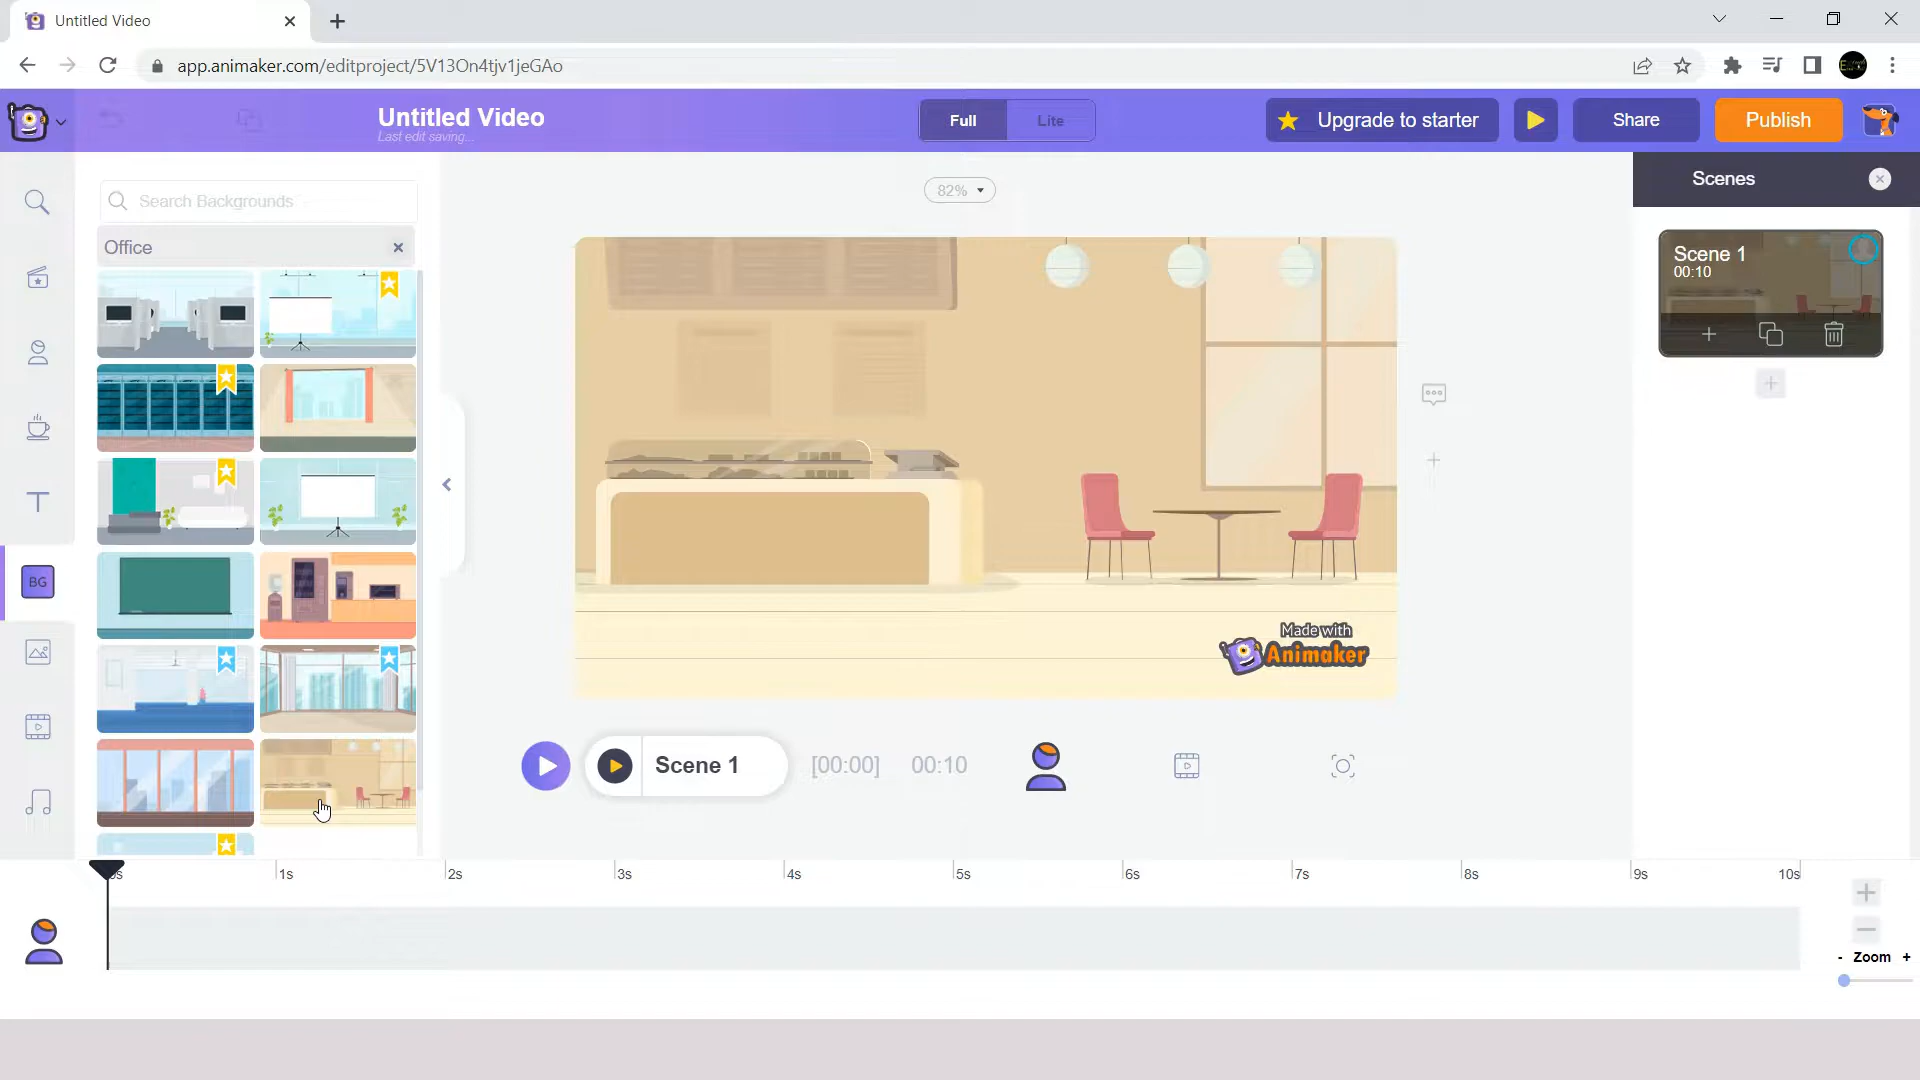 Untitled Video
app.animaker.com/editproject/5V13On4tjv1jeGAo
Untitled Video
Last edit saving...
Full
Lite
Upgrade to starter
Share
Publish
Search Backgrounds
Office
82%
Scenes
Scene 1
00:10
T
BG
Made with
Animaker
Scene 1
[00:00]
00:10
0s
1s
2s
3s
4s
5s
6s
7s
8s
9s
10s
- Zoom +